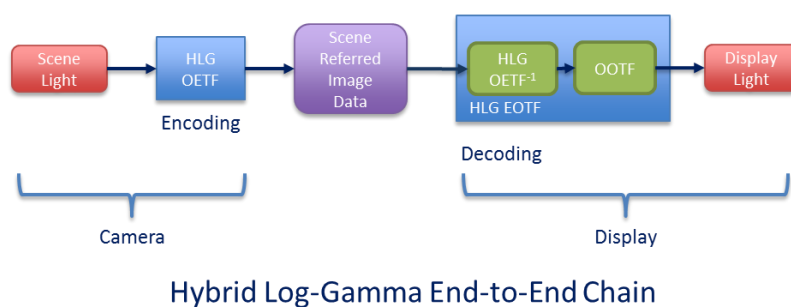 Scene
Light
HLG
OETF
Scene
Referred
Image
Data
HLG
OETF⁻¹
OOTF
HLG EOTF
Display
Light
Encoding
Decoding
Camera
Display
Hybrid Log-Gamma End-to-End Chain